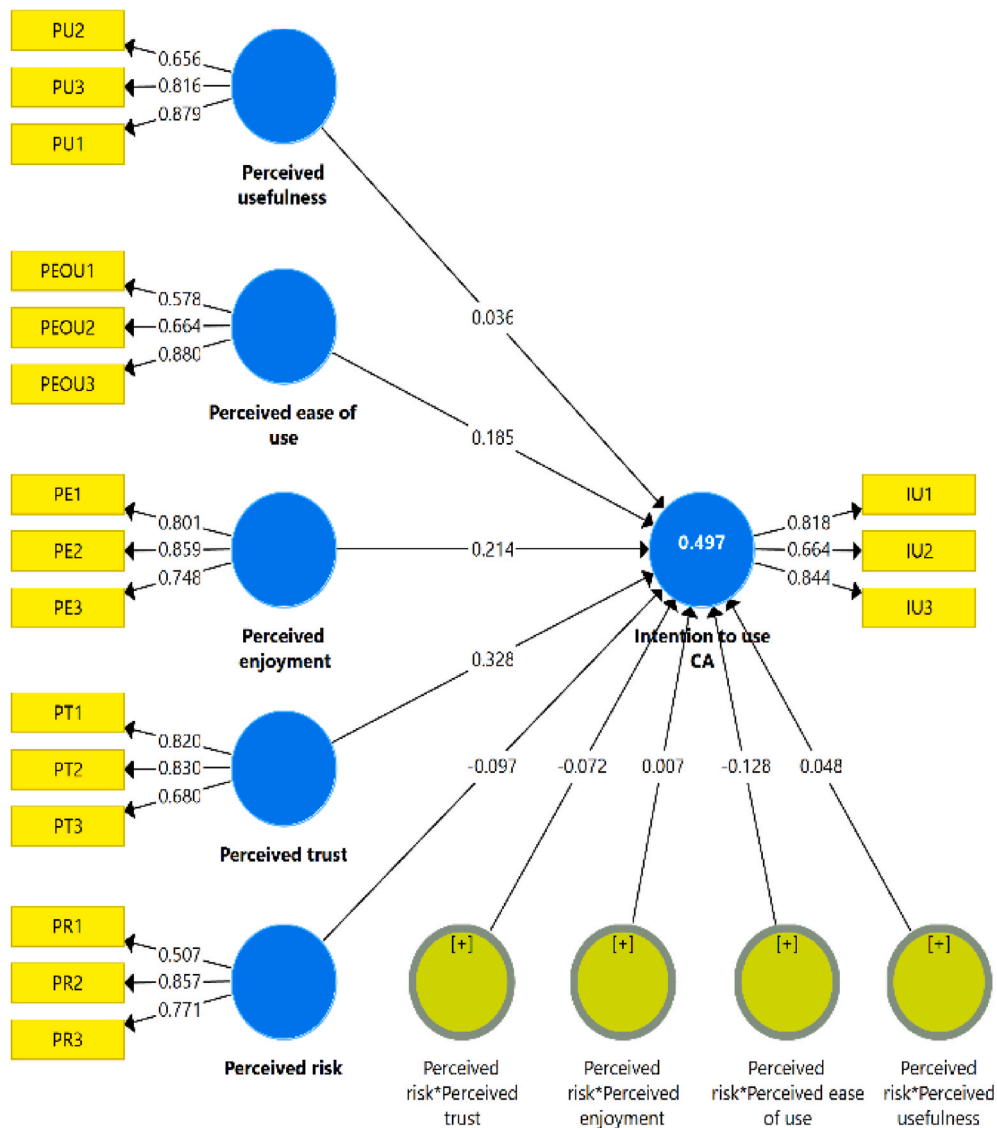 PU2
0.656
PU3
0.816
PU1
0.879
Perceived
usefulness
0.036
PEOU1
0.578
PEOU2
0.664
PEOU3
0.880
Perceived ease of
use
0.185
PE1
0.801
PE2
0.859
PE3
0.748
Perceived
enjoyment
0.214
0.497
Intention to use
CA
IU1
0.818
IU2
0.664
IU3
0.844
PT1
0.820
PT2
0.830
PT3
0.680
Perceived trust
0.328
PR1
0.507
PR2
0.857
PR3
0.771
Perceived risk
-0.097
-0.072
0.007
-0.128
0.048
[+]
Perceived
risk*Perceived
trust
[+]
Perceived
risk*Perceived
enjoyment
[+]
Perceived
risk*Perceived ease
of use
[+]
Perceived
risk*Perceived
usefulness